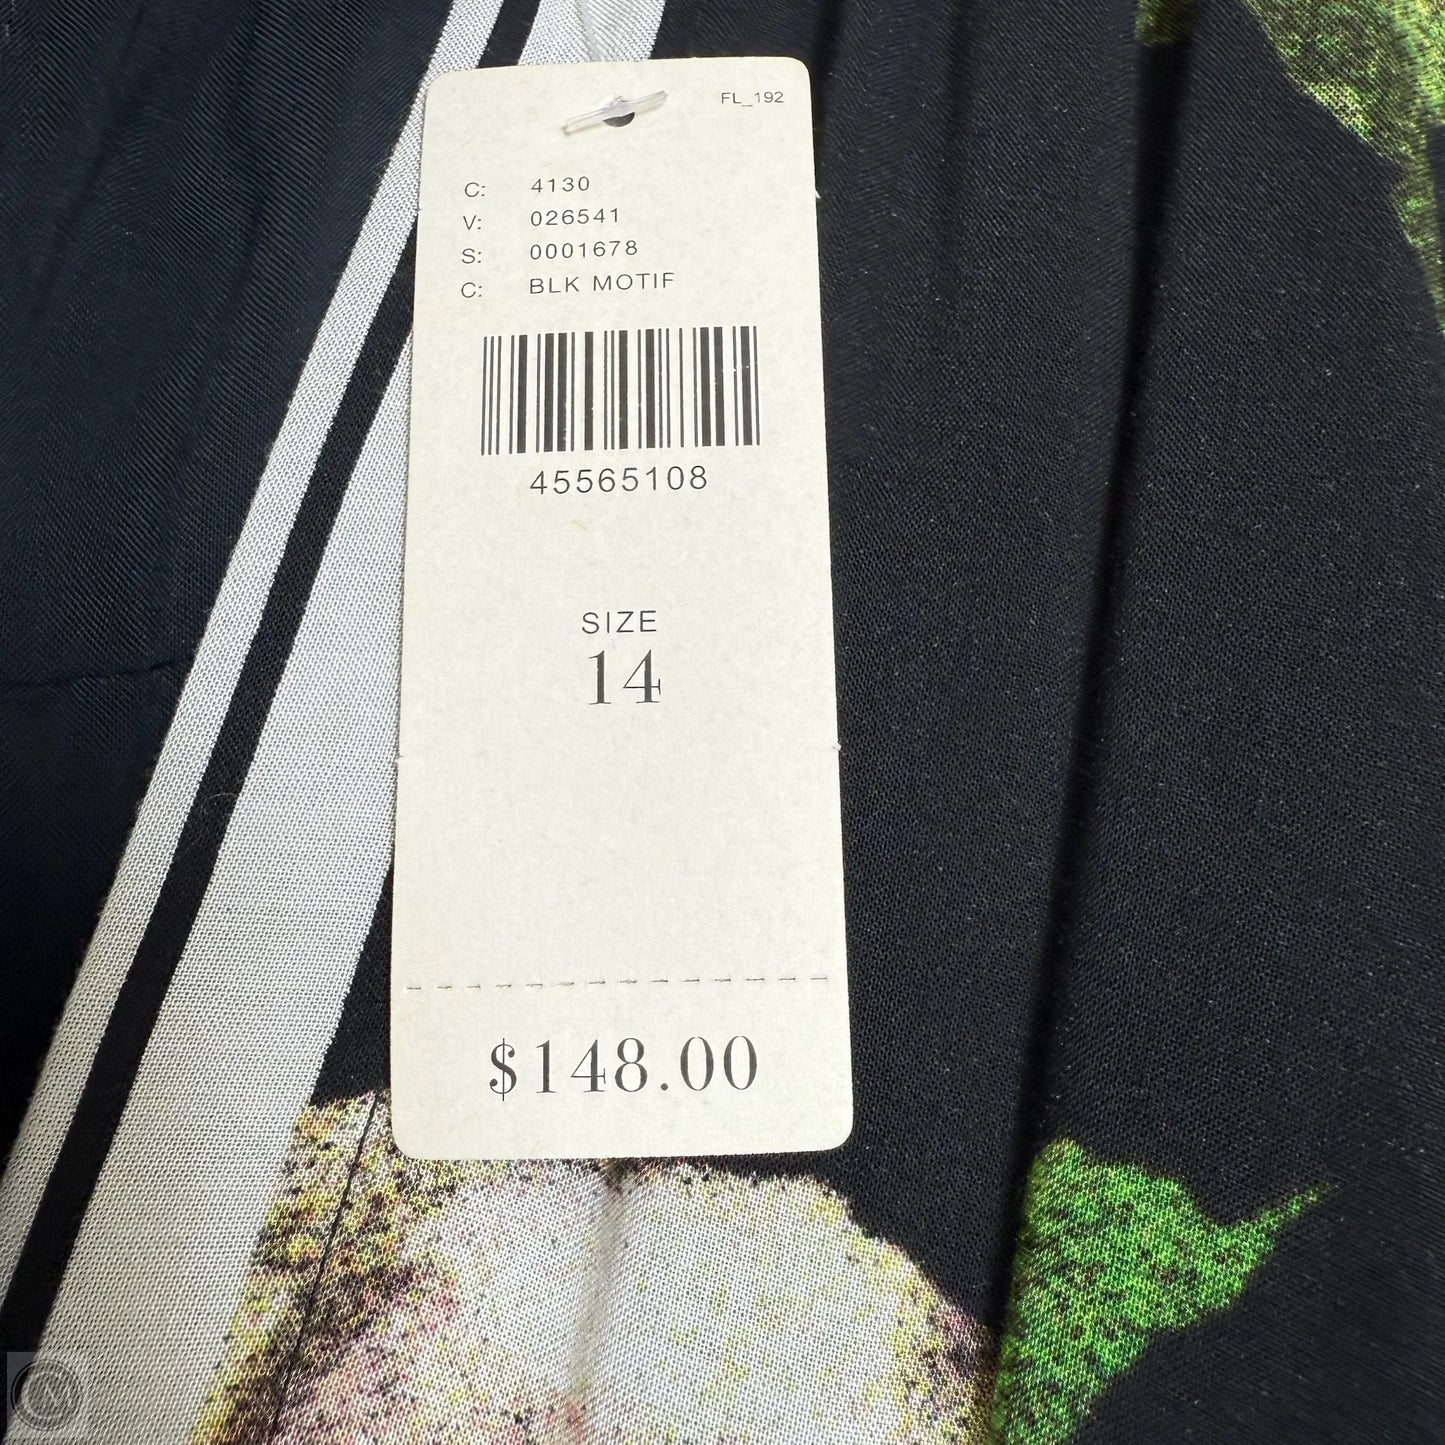 FL_192
C: 4130
V: 026541
S: 0001678
C: BLK MOTIF
45565108
SIZE
14
$148.00